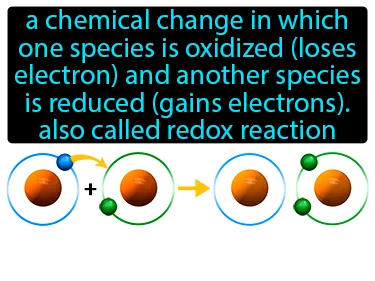 a chemical change in which
one species is oxidized (loses
electron) and another species
is reduced (gains electrons).
also called redox reaction
+